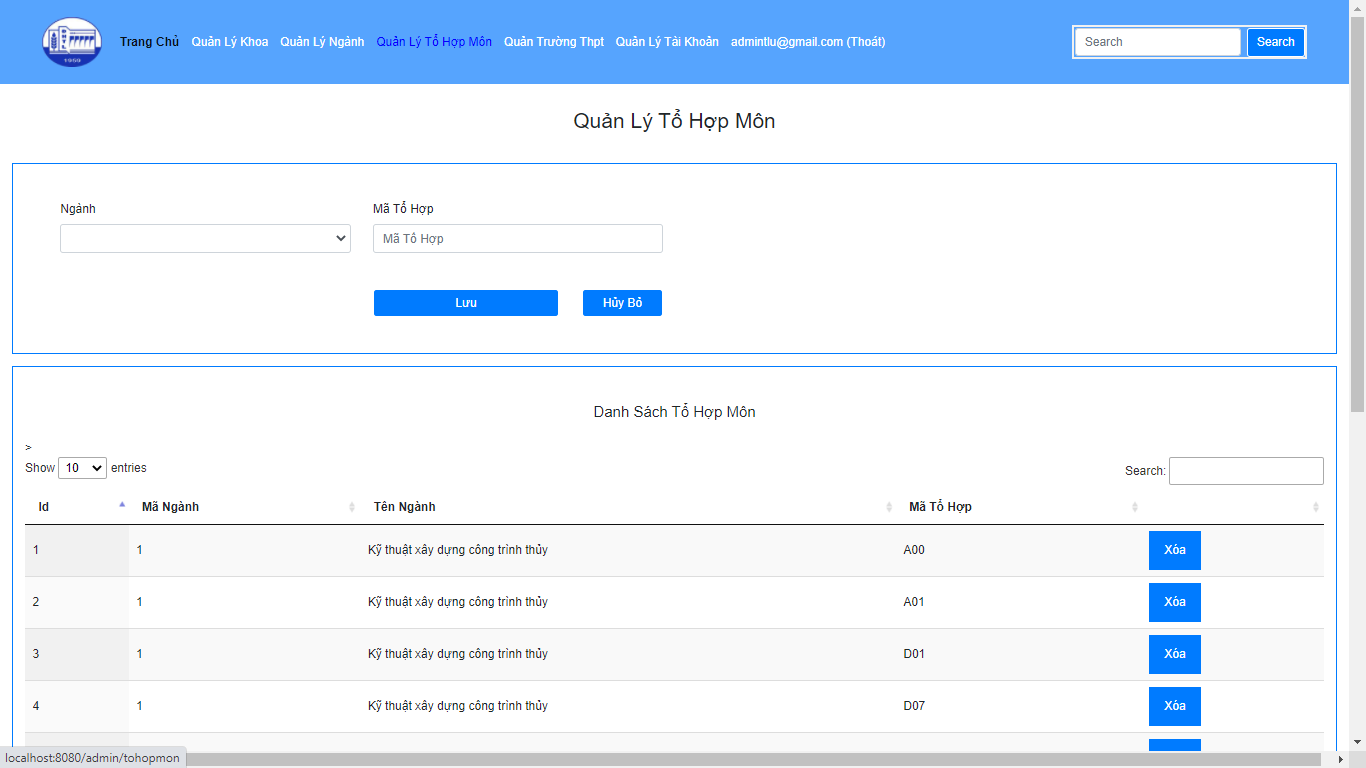 Trang Chủ Quản Lý Khoa Quản Lý Ngành Quản Lý Tổ Hợp Môn Quản Trường Thpt Quản Lý Tài Khoản admintlu@gmail.com (Thoát) Search Search
1959
Quản Lý Tổ Hợp Môn
Ngành Mã Tổ Hợp
Mã Tổ Hợp
Lưu Hủy Bỏ
Danh Sách Tổ Hợp Môn
>
Show 10 entries Search:
Id Mã Ngành Tên Ngành Mã Tổ Hợp
1 1 Kỹ thuật xây dựng công trình thủy A00 Xóa
2 1 Kỹ thuật xây dựng công trình thủy A01 Xóa
3 1 Kỹ thuật xây dựng công trình thủy D01 Xóa
4 1 Kỹ thuật xây dựng công trình thủy D07 Xóa
localhost:8080/admin/tohopmon